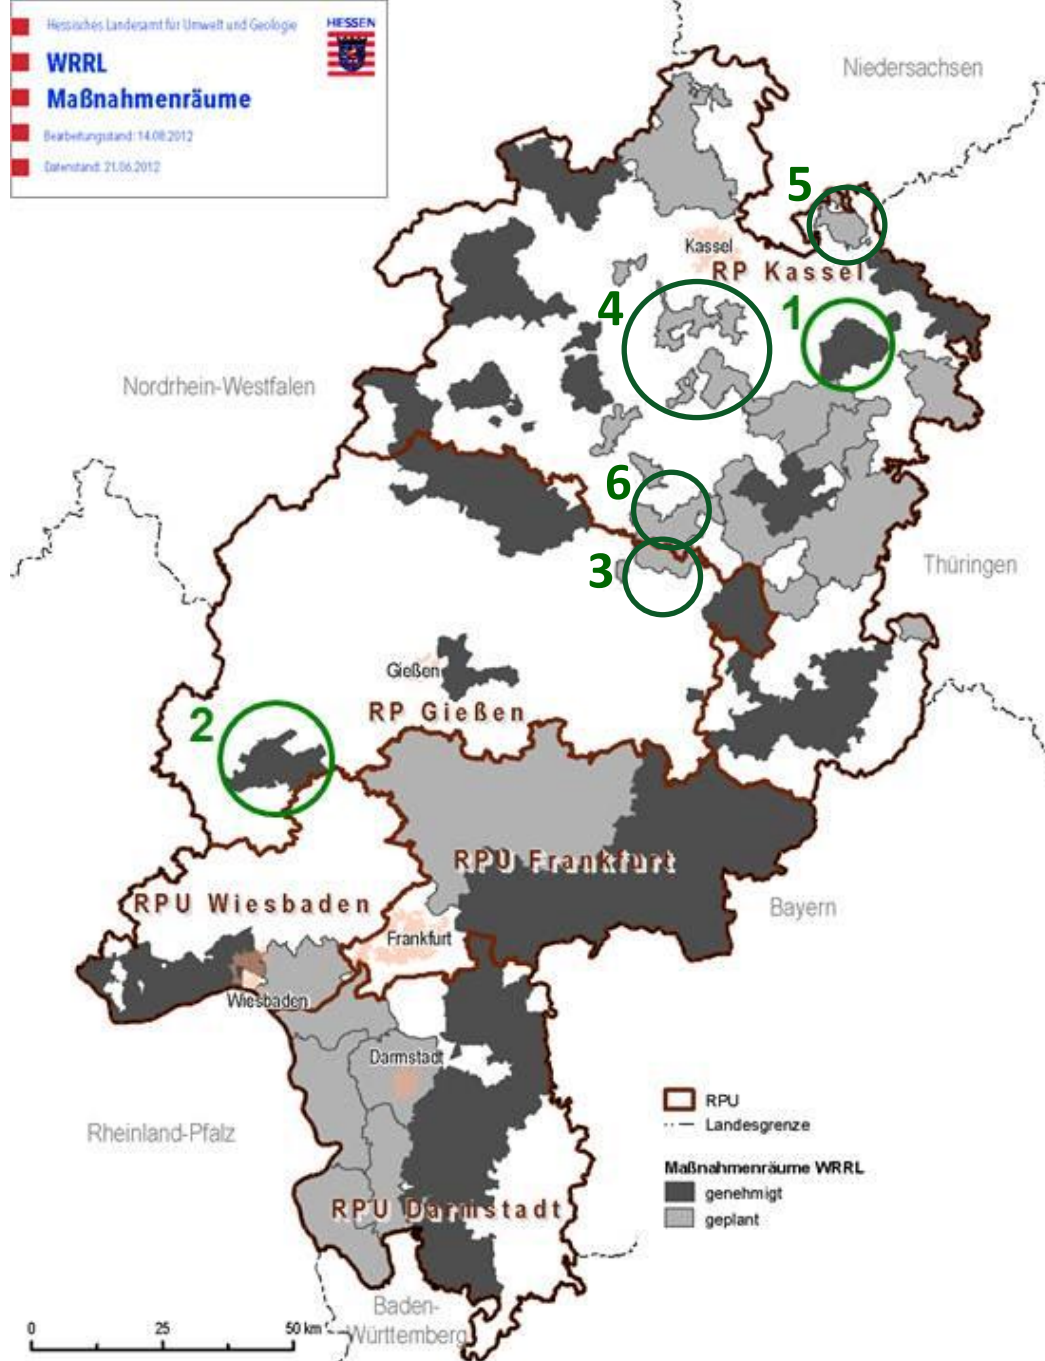 Hessisches Landesamt für Umwelt und Geologie
HESSEN
WRRL
Maßnahmenräume
Bearbeitungsstand: 14.08.2012
Datenstand: 21.06.2012
Niedersachsen
5
Kassel
RP Kassel
4
1
Nordrhein-Westfalen
6
3
Thüringen
Gießen
RP Gießen
2
RPU Frankfurt
RPU Wiesbaden
Bayern
Frankfurt
Wiesbaden
Darmstadt
RPU
Landesgrenze
Rheinland-Pfalz
Maßnahmenräume WRRL
genehmigt
geplant
RPU Darmstadt
Baden-
Württemberg
0 25 50 km